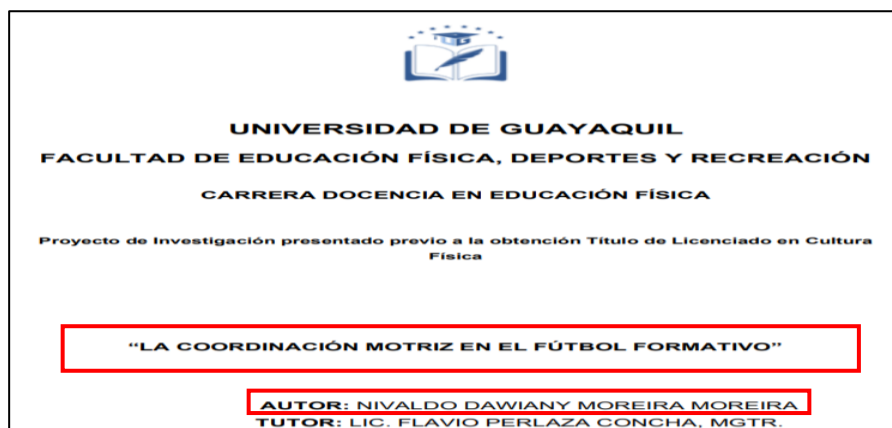 UNIVERSIDAD DE GUAYAQUIL
FACULTAD DE EDUCACIÓN FÍSICA, DEPORTES Y RECREACIÓN
CARRERA DOCENCIA EN EDUCACIÓN FÍSICA
Proyecto de Investigación presentado previo a la obtención Título de Licenciado en Cultura
Física
“LA COORDINACIÓN MOTRIZ EN EL FÚTBOL FORMATIVO”
AUTOR: NIVALDO DAWIANY MOREIRA MOREIRA
TUTOR: LIC. FLAVIO PERLAZA CONCHA, MGTR.